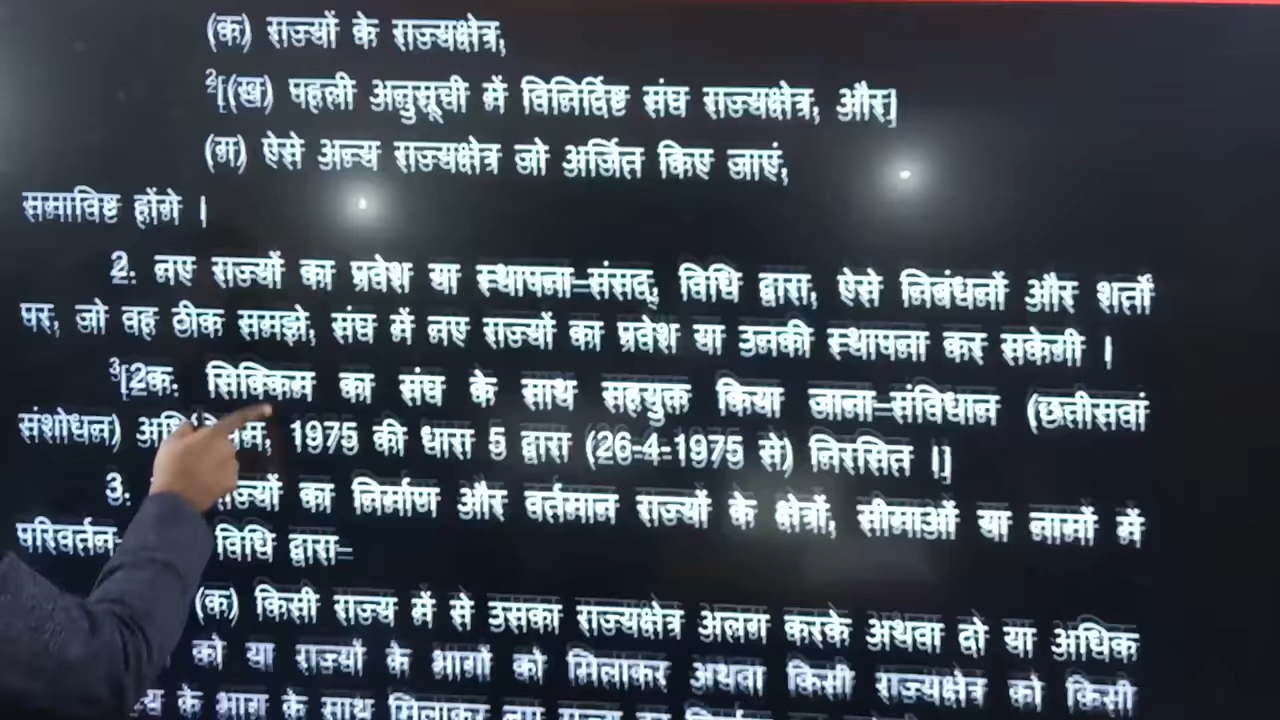 (क) राज्यों के राज्यक्षेत्र,
2[(ख) पहली अनुसूची में विनिर्दिष्ट संघ राज्यक्षेत्र, और]
(ग) ऐसे अन्य राज्यक्षेत्र जो अर्जित किए जाएं,
समाविष्ट होंगे ।
2. नए राज्यों का प्रवेश या स्थापना–संसद्, विधि द्वारा, ऐसे निबंधनों और शर्तों
पर, जो वह ठीक समझे, संघ में नए राज्यों का प्रवेश या उनकी स्थापना कर सकेगी ।
3[2क. सिक्किम का संघ के साथ सहयुक्त किया जाना–संविधान (छत्तीसवां
संशोधन) 1975 की धारा 5 द्वारा (26-4-1975 से) निरसित ।]
3. राज्यों का निर्माण और वर्तमान राज्यों के क्षेत्रों, सीमाओं या नामों में
परिवर्तन– विधि द्वारा–
(क) किसी राज्य में से उसका राज्यक्षेत्र अलग करके अथवा दो या अधिक
को या राज्यों के भागों को मिलाकर अथवा किसी राज्यक्षेत्र को किसी
के भाग के साथ मिलाकर